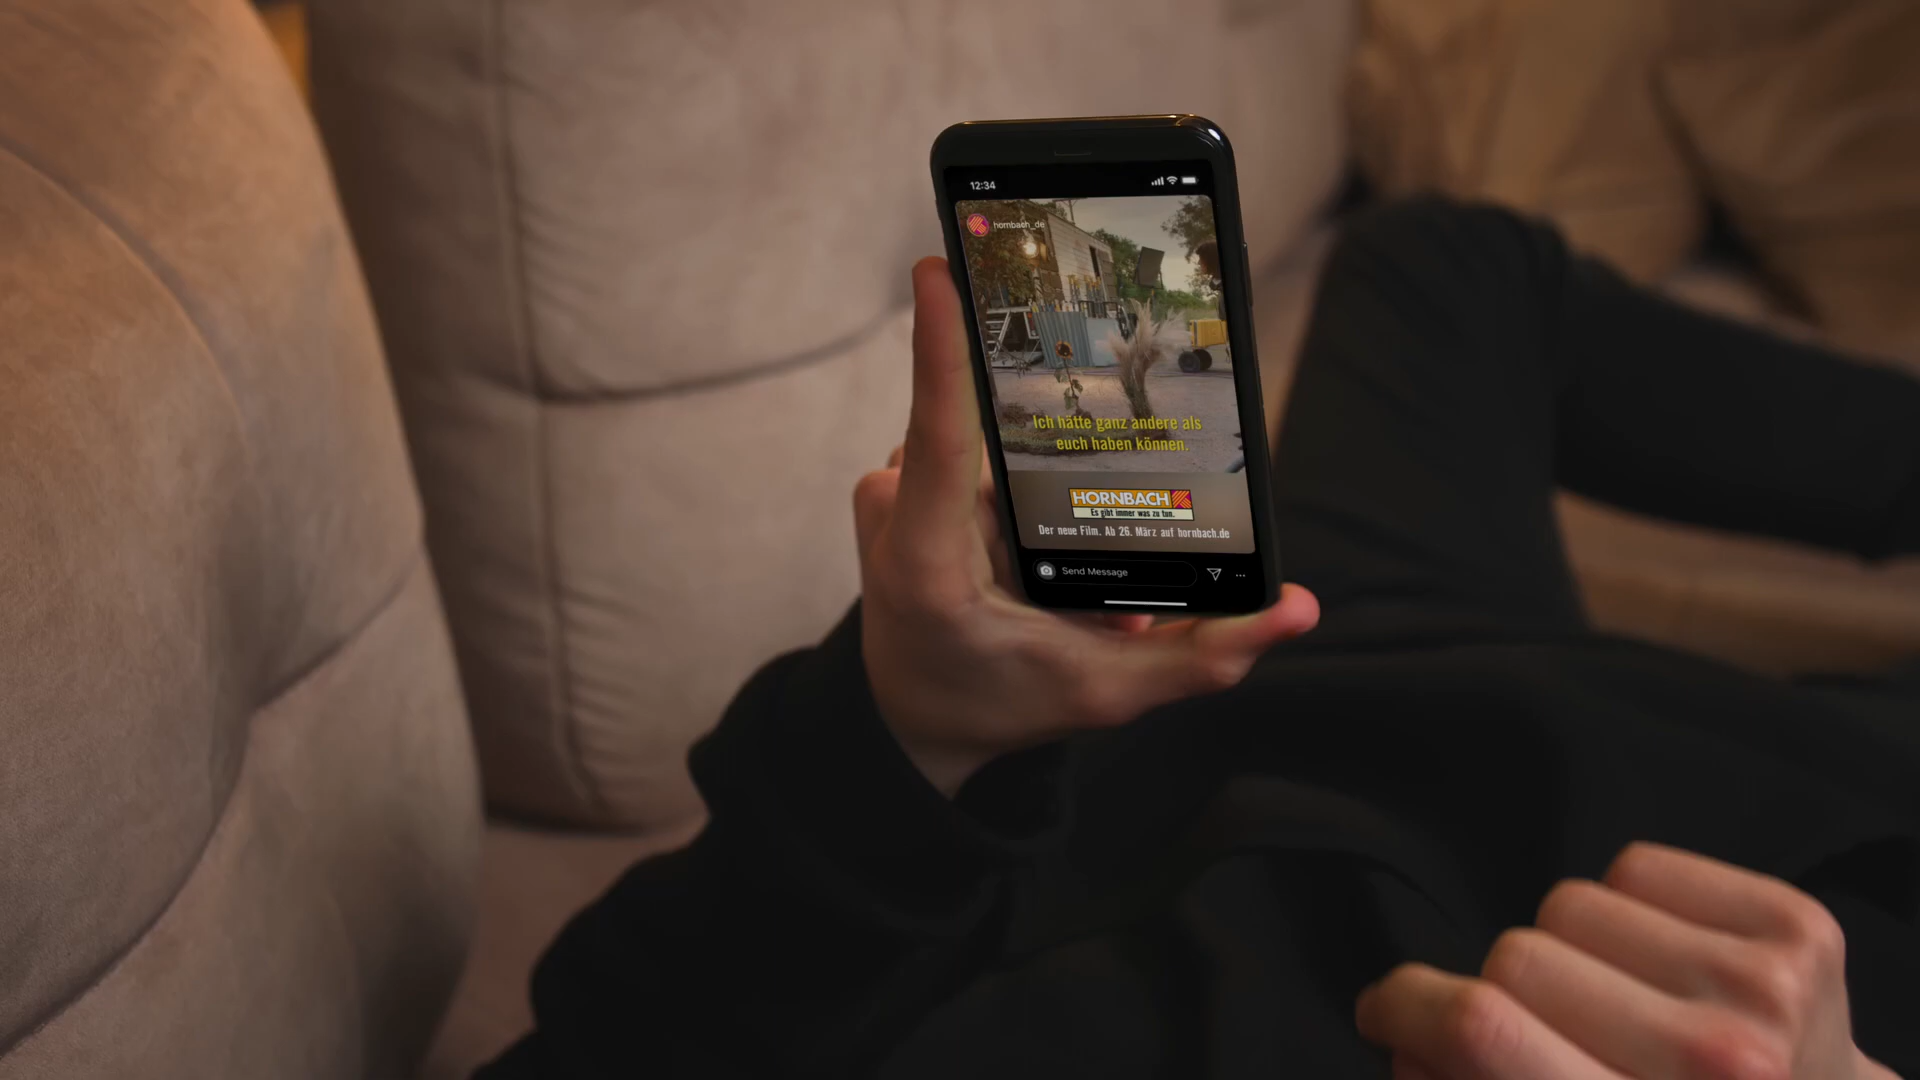 12:34
hornbach_de
Ich hätte ganz andere als
euch haben können.
HORNBACH
Es gibt immer was zu tun.
Der neue Film. Ab 26. März auf hornbach.de
Send Message